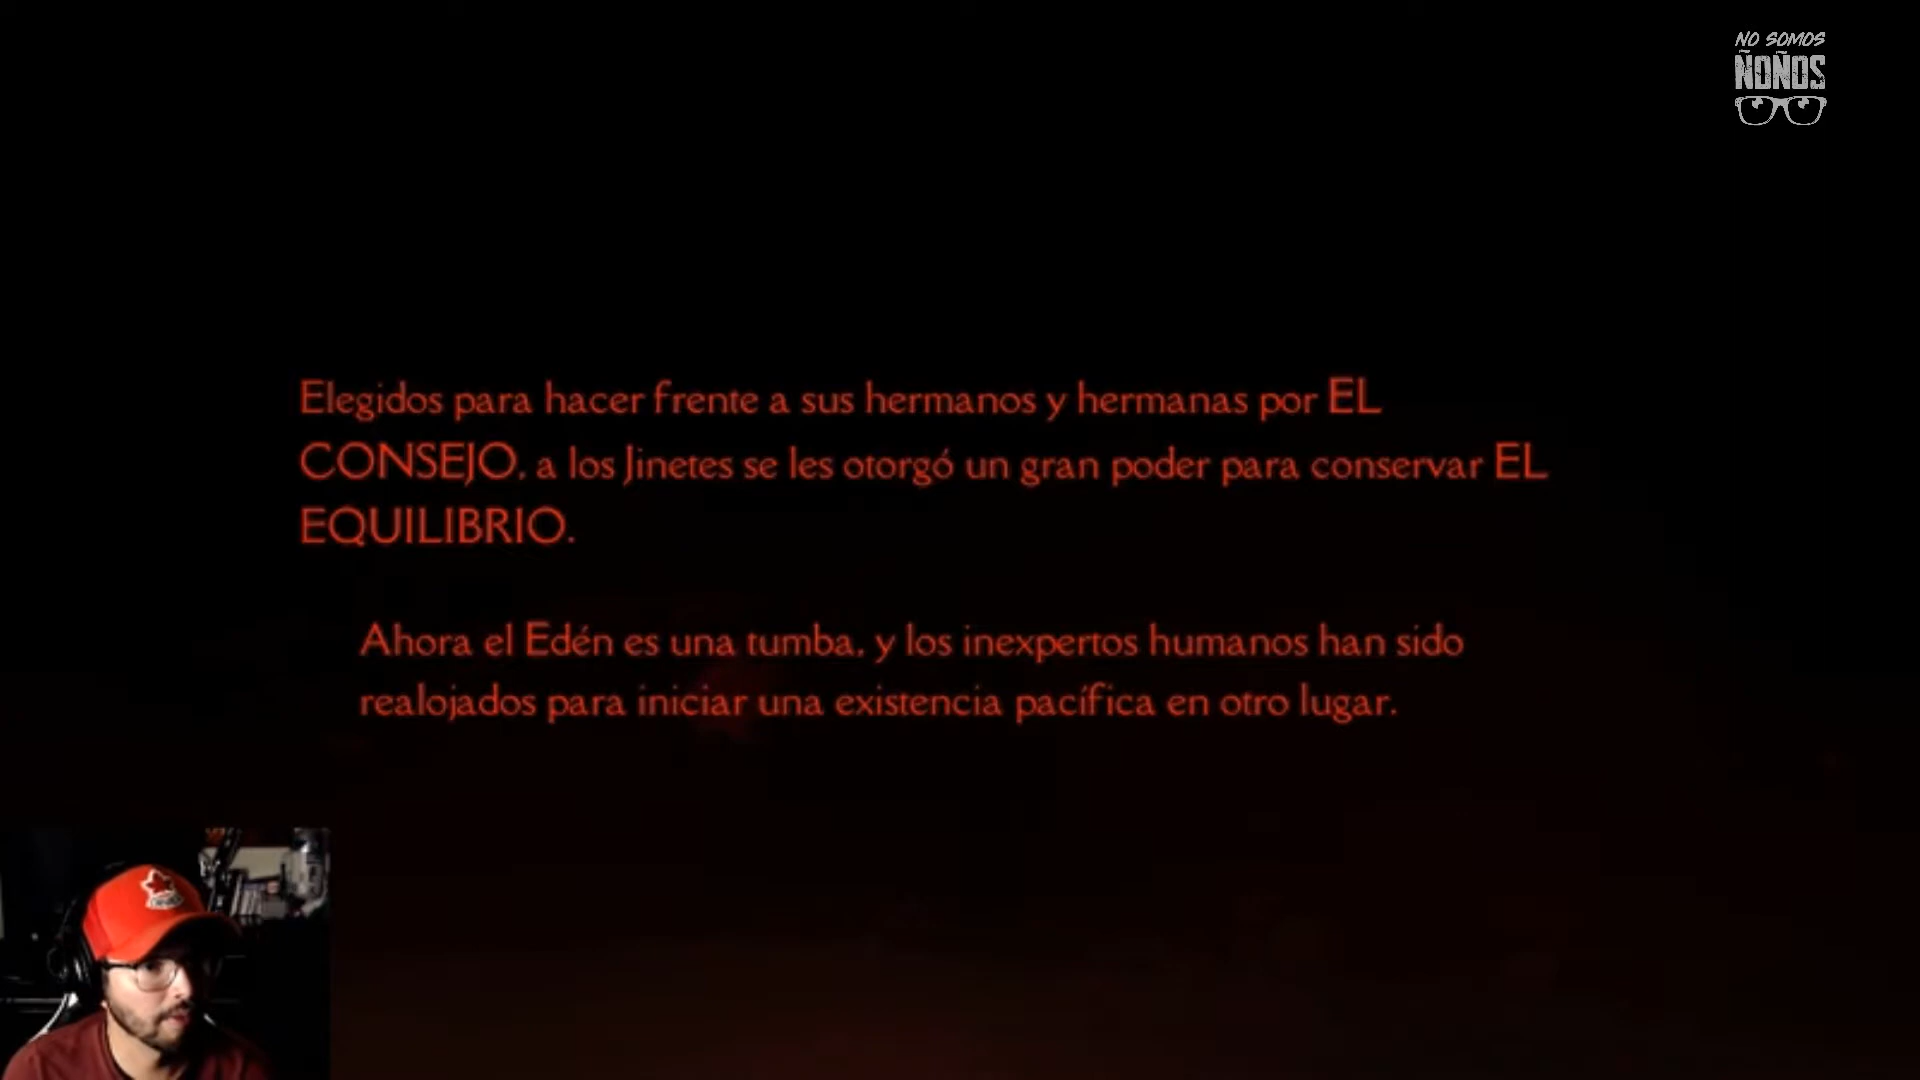 NO SOMOS
ÑOÑOS
Elegidos para hacer frente a sus hermanos y hermanas por EL
CONSEJO, a los Jinetes se les otorgó un gran poder para conservar EL
EQUILIBRIO.
Ahora el Edén es una tumba, y los inexpertos humanos han sido
realojados para iniciar una existencia pacífica en otro lugar.